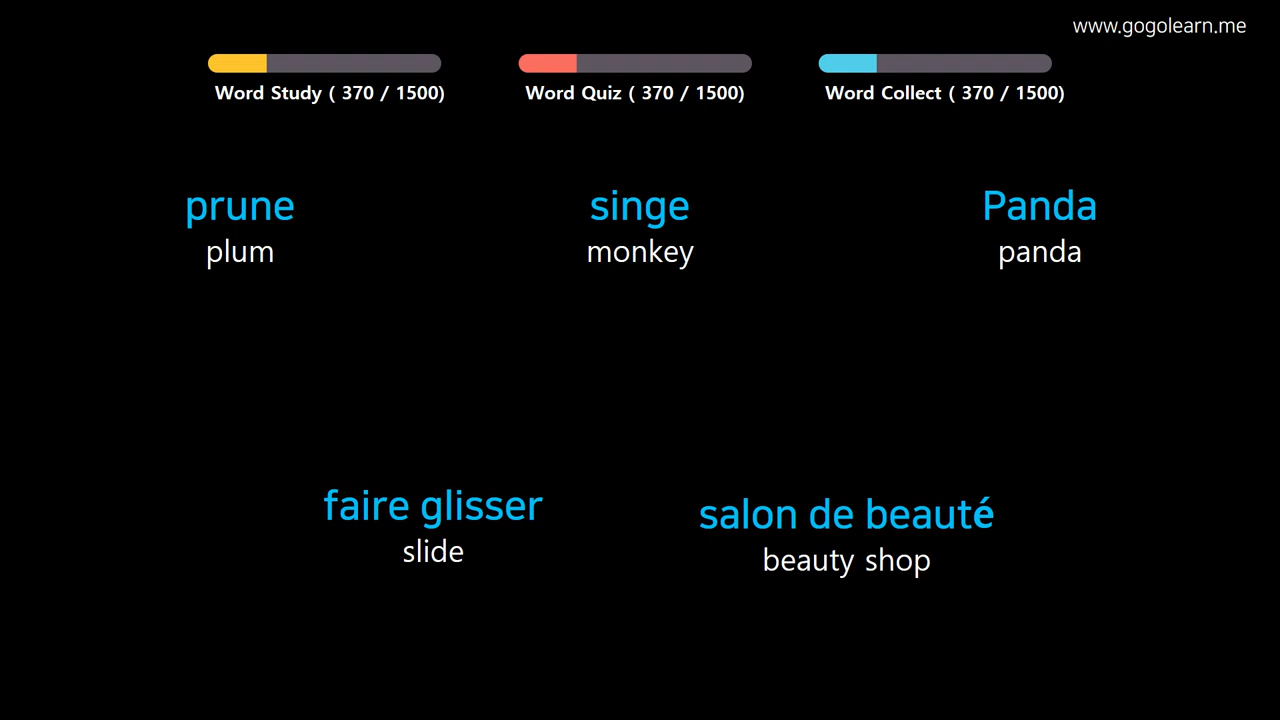 www.gogolearn.me
Word Study ( 370 / 1500)
Word Quiz ( 370 / 1500)
Word Collect ( 370 / 1500)
prune
plum
singe
monkey
Panda
panda
faire glisser
slide
salon de beauté
beauty shop